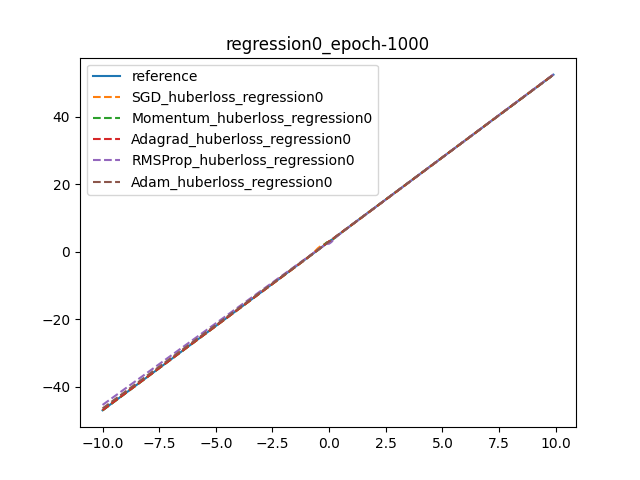 regression0_epoch-1000
reference
SGD_huberloss_regression0
Momentum_huberloss_regression0
Adagrad_huberloss_regression0
RMSProp_huberloss_regression0
Adam_huberloss_regression0
40
20
0
−20
−40
−10.0 −7.5 −5.0 −2.5 0.0 2.5 5.0 7.5 10.0